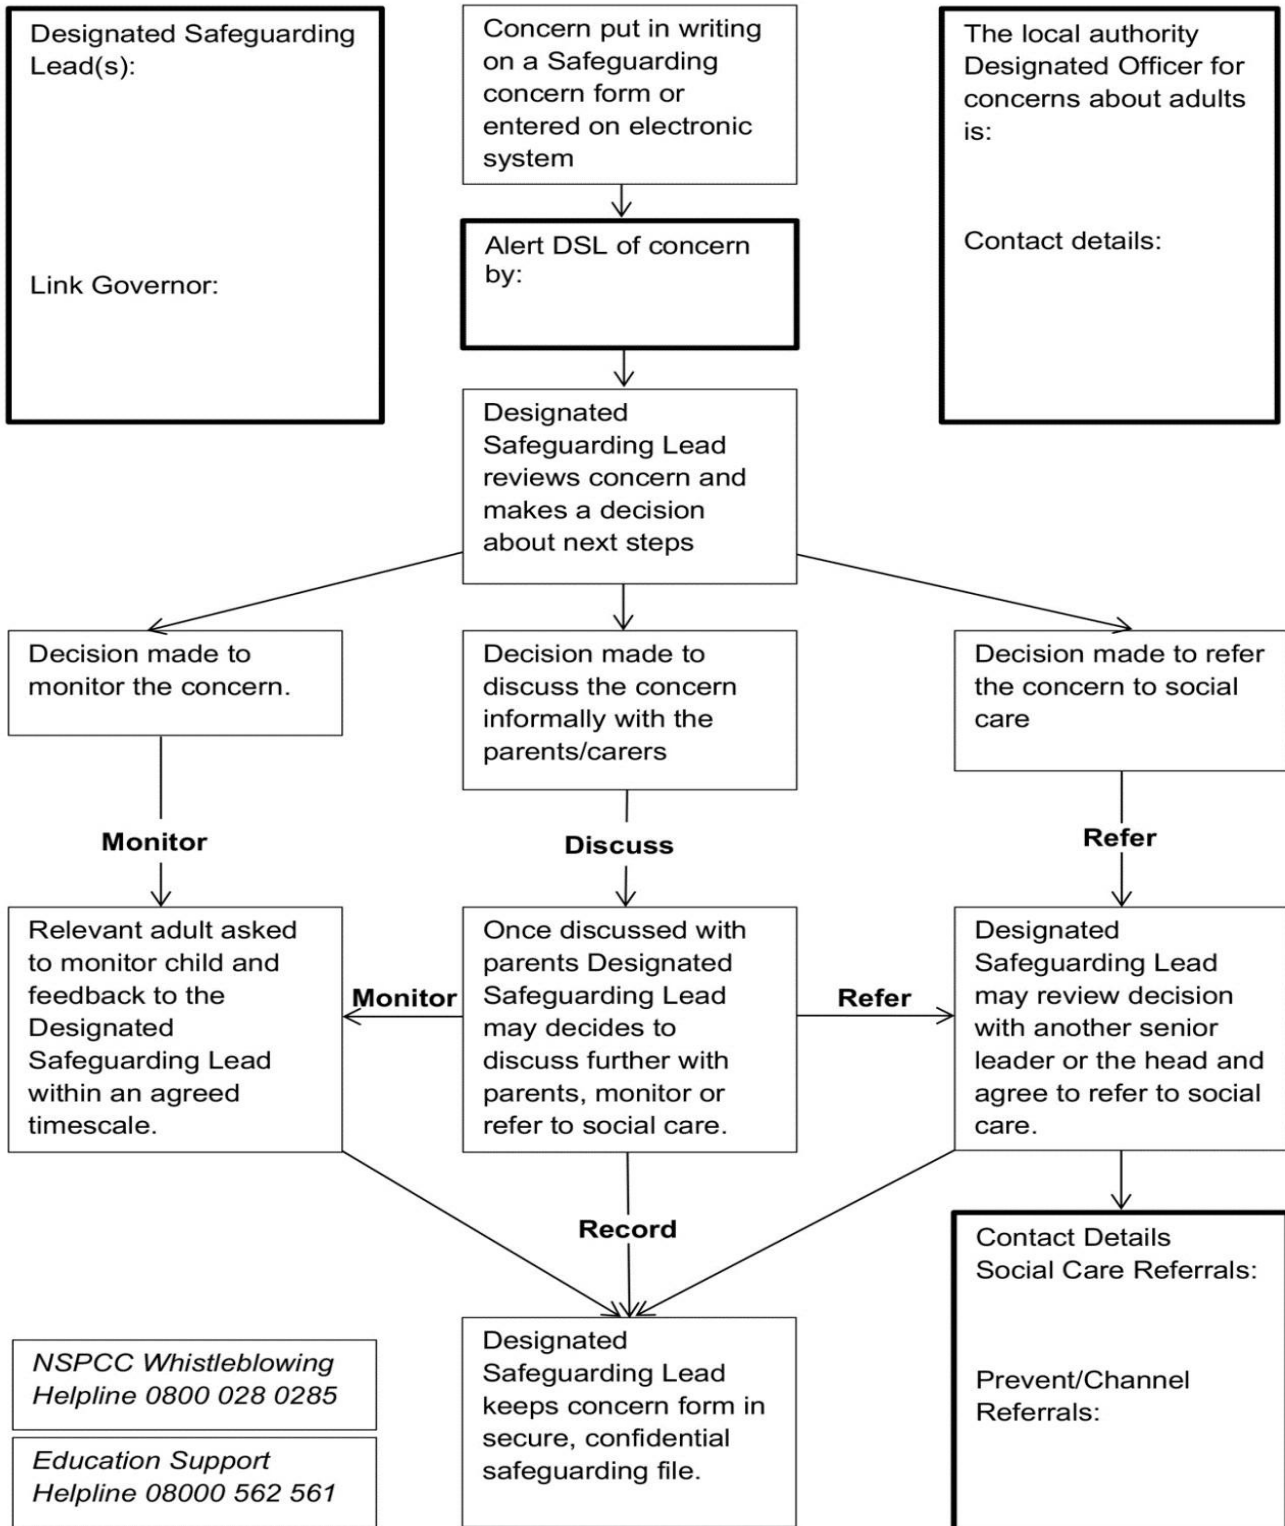 Designated Safeguarding
Lead(s):
Link Governor:
Concern put in writing
on a Safeguarding
concern form or
entered on electronic
system
The local authority
Designated Officer for
concerns about adults
is:
Contact details:
Alert DSL of concern
by:
Designated
Safeguarding Lead
reviews concern and
makes a decision
about next steps
Decision made to
monitor the concern.
Decision made to
discuss the concern
informally with the
parents/carers
Decision made to refer
the concern to social
care
Monitor
Discuss
Refer
Relevant adult asked
to monitor child and
feedback to the
Designated
Safeguarding Lead
within an agreed
timescale.
Monitor
Once discussed with
parents Designated
Safeguarding Lead
may decides to
discuss further with
parents, monitor or
refer to social care.
Refer
Designated
Safeguarding Lead
may review decision
with another senior
leader or the head and
agree to refer to social
care.
Record
Contact Details
Social Care Referrals:
Prevent/Channel
Referrals:
Designated
Safeguarding Lead
keeps concern form in
secure, confidential
safeguarding file.
NSPCC Whistleblowing
Helpline 0800 028 0285
Education Support
Helpline 08000 562 561